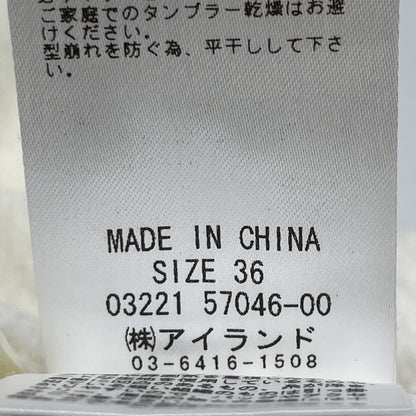 ご家庭でのタンブラー乾燥はお避
けください。
型崩れを防ぐ為、平干しして下さ
い。
MADE IN CHINA
SIZE 36
03221 57046-00
㈱アイランド
03-6416-1508